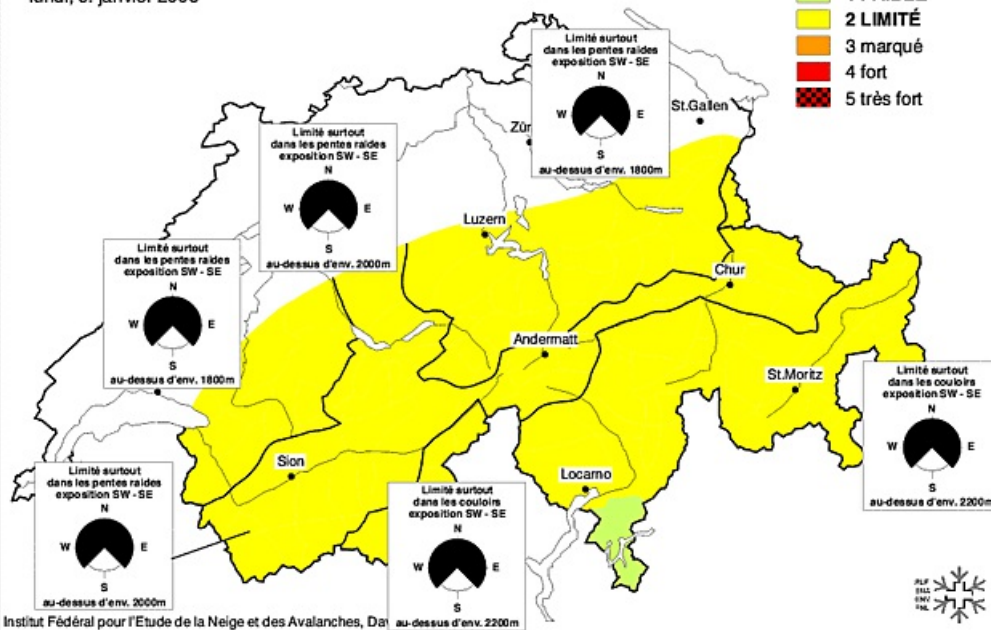 2 LIMITÉ
3 marqué
4 fort
5 très fort
Limité surtout
dans les pentes raides
exposition SW - SE
N
W E
S
au-dessus d'env. 1800m
St.Gallen
Limité surtout
dans les pentes raides
exposition SW - SE
N
W E
S
au-dessus d'env. 2000m
Luzern
Limité surtout
dans les pentes raides
exposition SW - SE
N
W E
S
au-dessus d'env. 1800m
Chur
Andermatt
St.Moritz
Limité surtout
dans les couloirs
exposition SW - SE
N
W E
S
au-dessus d'env. 2200m
Sion
Locarno
Limité surtout
dans les pentes raides
exposition SW - SE
N
W E
S
au-dessus d'env. 2000m
Limité surtout
dans les couloirs
exposition SW - SE
N
W E
S
au-dessus d'env. 2200m
Institut Fédéral pour l'Etude de la Neige et des Avalanches,